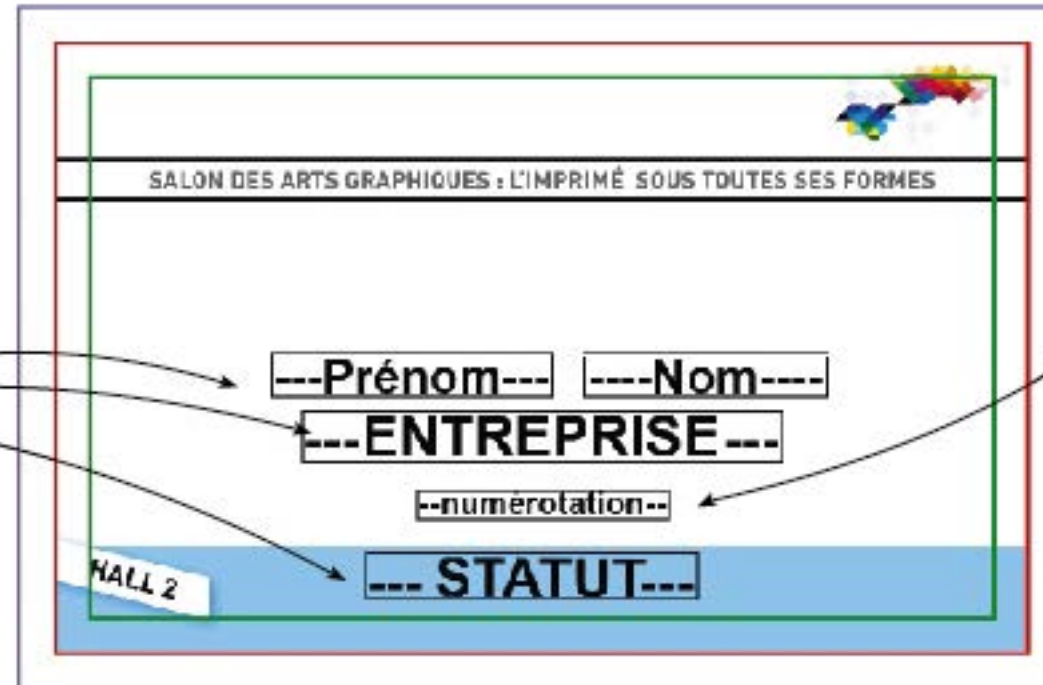 SALON DES ARTS GRAPHIQUES : L'IMPRIMÉ SOUS TOUTES SES FORMES
---Prénom--- ----Nom----
---ENTREPRISE---
--numérotation--
HALL 2
--- STATUT---